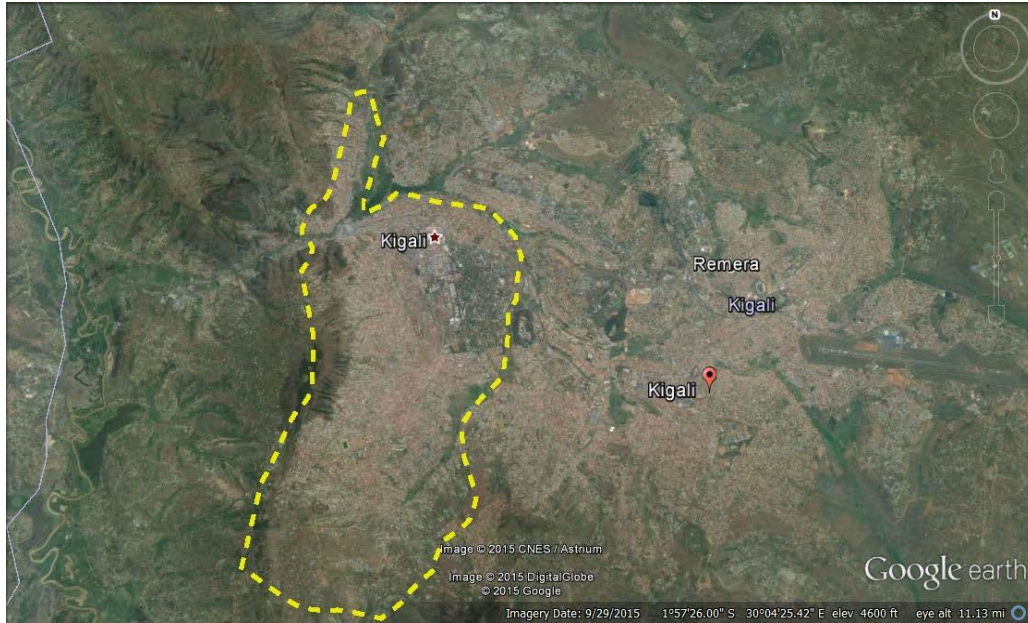 N
Kigali
Remera
Kigali
Kigali
Image © 2015 CNES / Astrium
Image © 2015 DigitalGlobe
© 2015 Google
Google earth
Imagery Date: 9/29/2015 1°57'26.00" S 30°04'25.42" E elev 4600 ft eye alt 11.13 mi